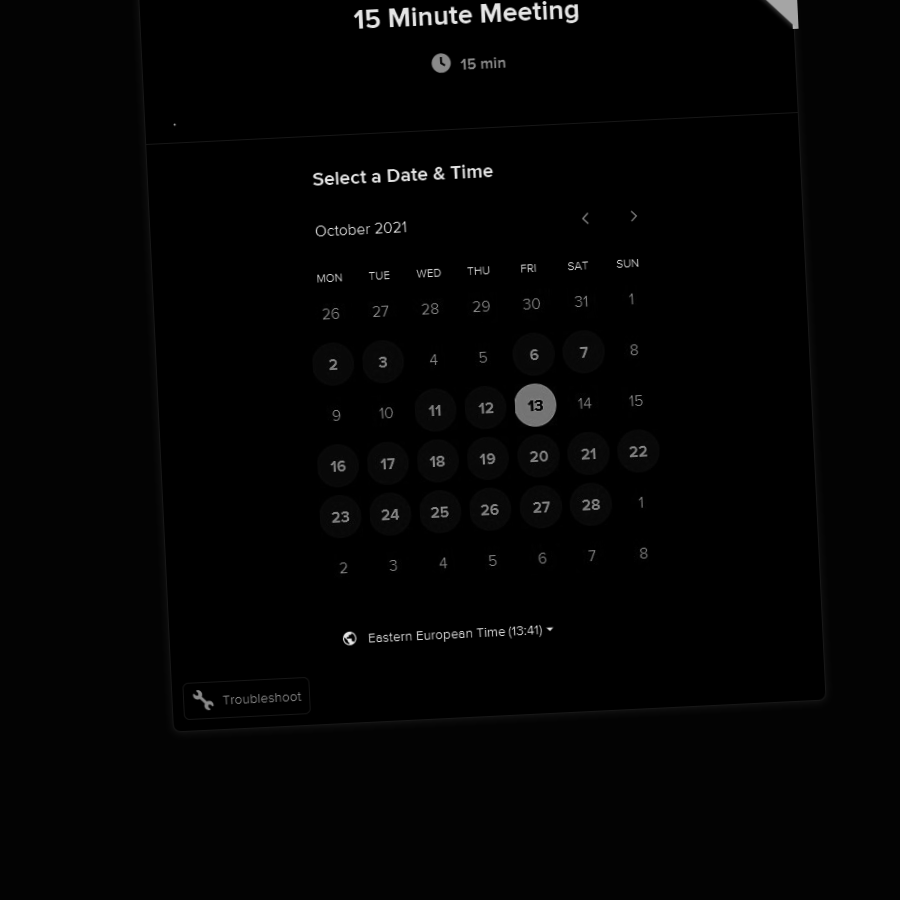 15 Minute Meeting
15 min
Select a Date & Time
October 2021
MON TUE WED THU FRI SAT SUN
26 27 28 29 30 31 1
2 3 4 5 6 7 8
9 10 11 12 13 14 15
16 17 18 19 20 21 22
23 24 25 26 27 28 1
2 3 4 5 6 7 8
Eastern European Time (13:41)
Troubleshoot